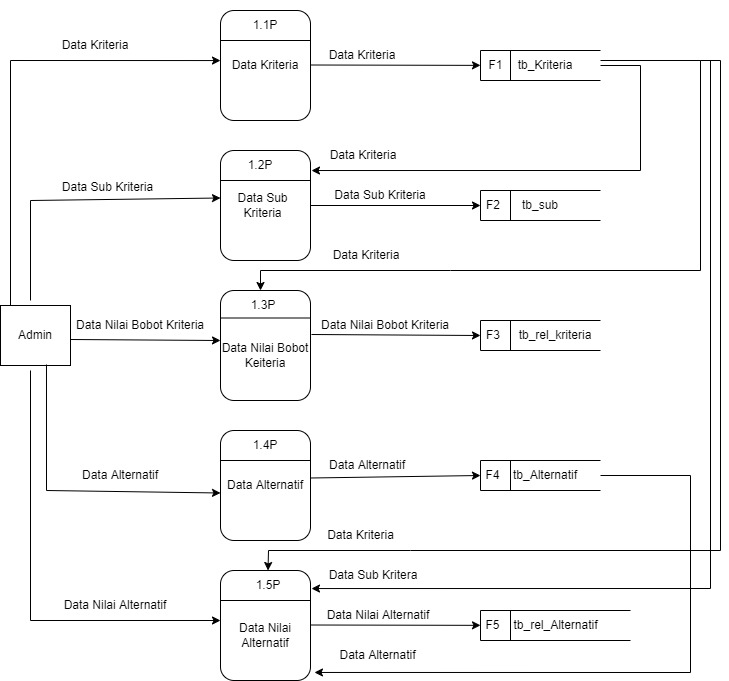 1.1P
Data Kriteria
Data Kriteria
Data Kriteria
F1
tb_Kriteria
1.2P
Data Kriteria
Data Sub Kriteria
Data Sub
Kriteria
Data Sub Kriteria
F2
tb_sub
Data Kriteria
1.3P
Admin
Data Nilai Bobot Kriteria
Data Nilai Bobot
Keiteria
Data Nilai Bobot Kriteria
F3
tb_rel_kriteria
1.4P
Data Alternatif
Data Alternatif
Data Alternatif
F4
tb_Alternatif
Data Kriteria
1.5P
Data Sub Kritera
Data Nilai Alternatif
Data Nilai
Alternatif
Data Nilai Alternatif
F5
tb_rel_Alternatif
Data Alternatif